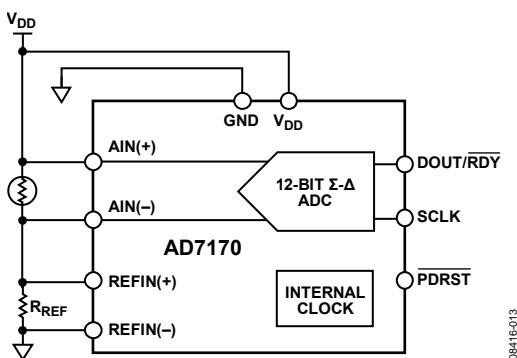 VDD
GND
VDD
AIN(+)
AIN(–)
12-BIT Σ-Δ
ADC
DOUT/RDY
SCLK
AD7170
REFIN(+)
PDRST
INTERNAL
CLOCK
RREF
REFIN(–)
08416-013